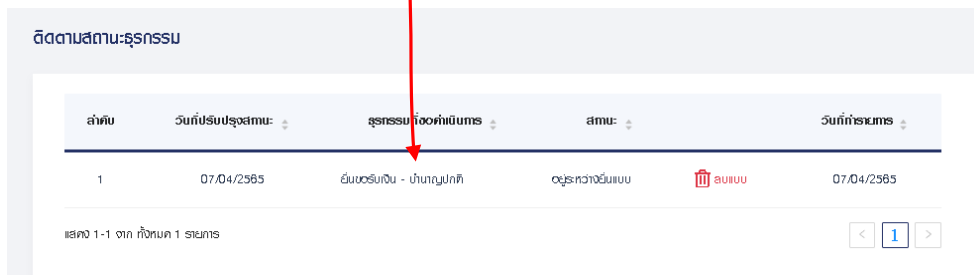 ติดตามสถานะธุรกรรม
ลำดับ วันที่ปรับปรุงสถานะ ธุรกรรมที่ขอดำเนินการ สถานะ วันที่ทำรายการ
1 07/04/2565 ยื่นขอรับเงิน - บำนาญปกติ อยู่ระหว่างยื่นแบบ ลบแบบ 07/04/2565
แสดง 1-1 จาก ทั้งหมด 1 รายการ < 1 >